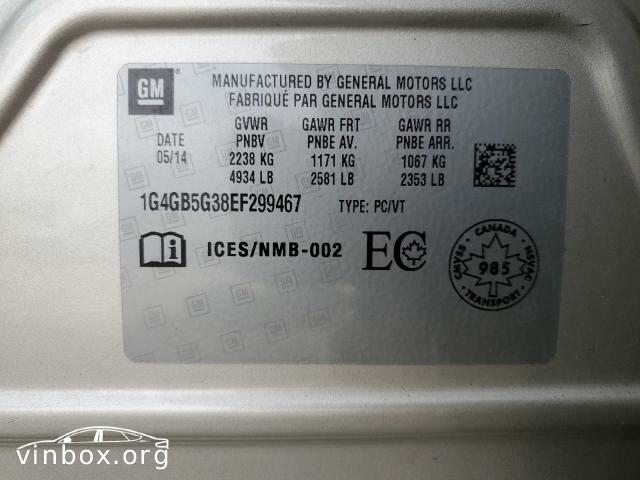 GM
MANUFACTURED BY GENERAL MOTORS LLC
FABRIQUÉ PAR GENERAL MOTORS LLC
DATE
05/14
GVWR
PNBV
2238 KG
4934 LB
GAWR FRT
PNBE AV.
1171 KG
2581 LB
GAWR RR
PNBE ARR.
1067 KG
2353 LB
1G4GB5G38EF299467 TYPE: PC/VT
ICES/NMB-002 EC
CANADA
CMVSS
NSVAC
985
TRANSPORT
vinbox.org